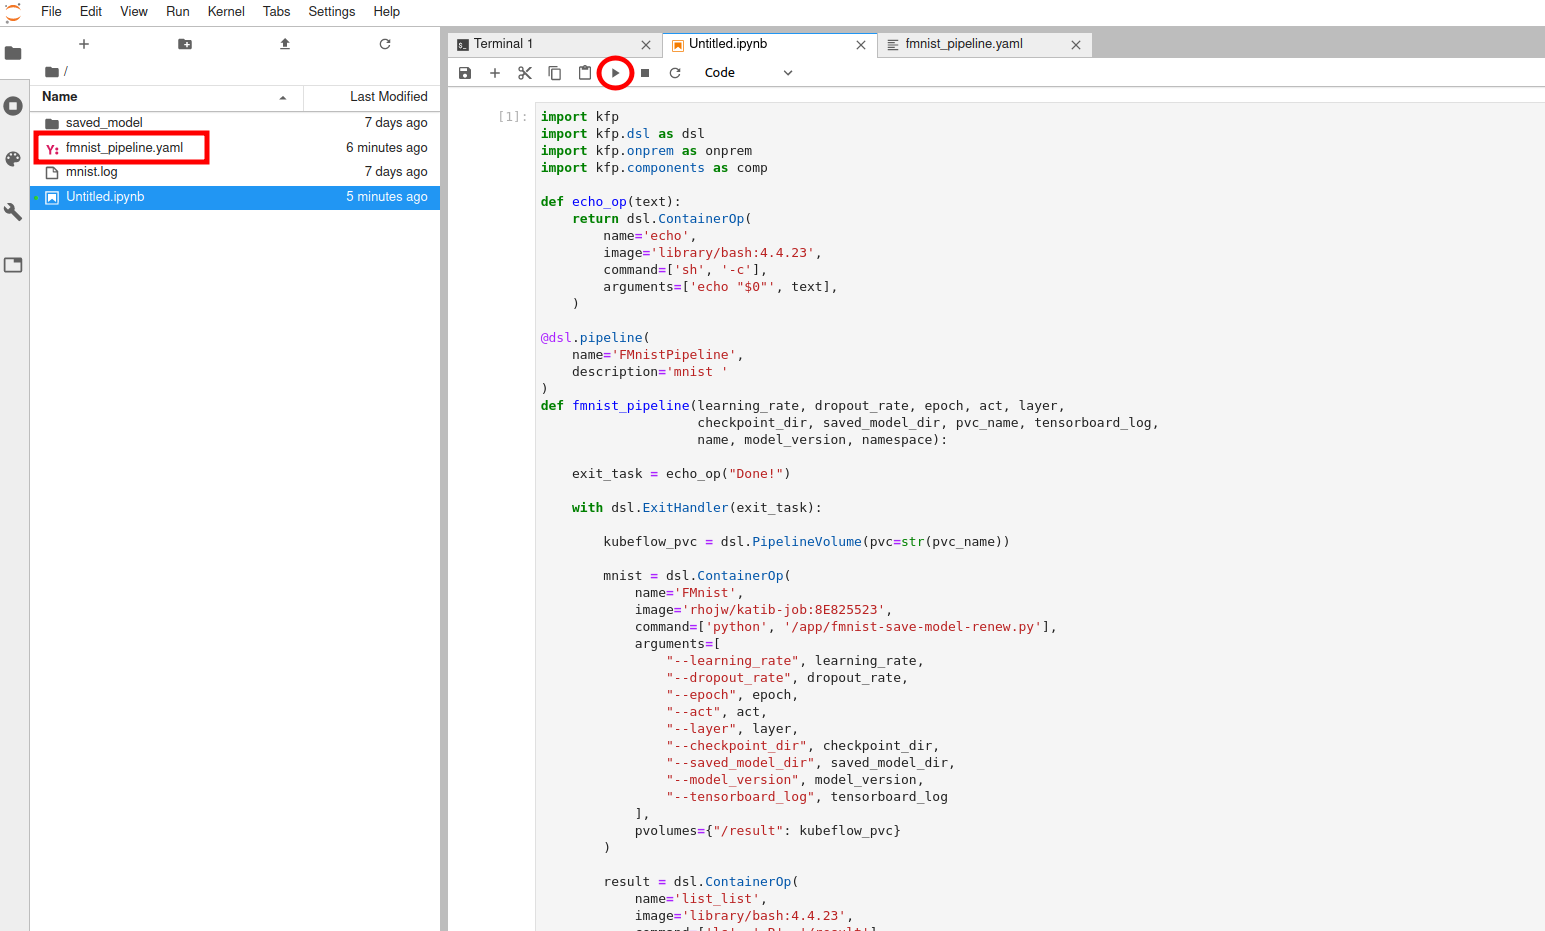 File Edit View Run Kernel Tabs Settings Help
/
Name Last Modified
saved_model 7 days ago
Y: fmnist_pipeline.yaml 6 minutes ago
mnist.log 7 days ago
Untitled.ipynb 5 minutes ago
Terminal 1 Untitled.ipynb fmnist_pipeline.yaml
Code
[1]: import kfp
import kfp.dsl as dsl
import kfp.onprem as onprem
import kfp.components as comp
def echo_op(text):
return dsl.ContainerOp(
name='echo',
image='library/bash:4.4.23',
command=['sh', '-c'],
arguments=['echo "$0"', text],
)
@dsl.pipeline(
name='FMnistPipeline',
description='mnist '
)
def fmnist_pipeline(learning_rate, dropout_rate, epoch, act, layer,
checkpoint_dir, saved_model_dir, pvc_name, tensorboard_log,
name, model_version, namespace):
exit_task = echo_op("Done!")
with dsl.ExitHandler(exit_task):
kubeflow_pvc = dsl.PipelineVolume(pvc=str(pvc_name))
mnist = dsl.ContainerOp(
name='FMnist',
image='rhojw/katib-job:8E825523',
command=['python', '/app/fmnist-save-model-renew.py'],
arguments=[
"--learning_rate", learning_rate,
"--dropout_rate", dropout_rate,
"--epoch", epoch,
"--act", act,
"--layer", layer,
"--checkpoint_dir", checkpoint_dir,
"--saved_model_dir", saved_model_dir,
"--model_version", model_version,
"--tensorboard_log", tensorboard_log
],
pvolumes={"/result": kubeflow_pvc}
)
result = dsl.ContainerOp(
name='list_list',
image='library/bash:4.4.23',